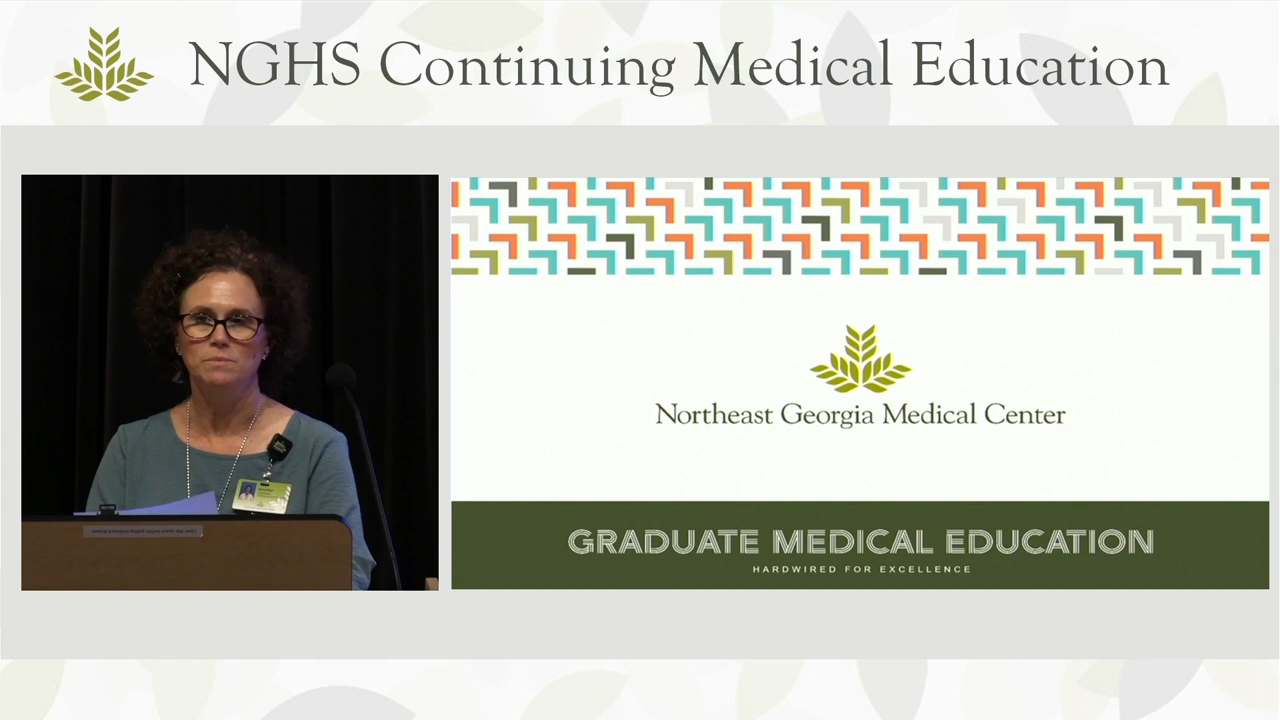 NGHS Continuing Medical Education
Northeast Georgia Medical Center
GRADUATE MEDICAL EDUCATION
HARDWIRED FOR EXCELLENCE